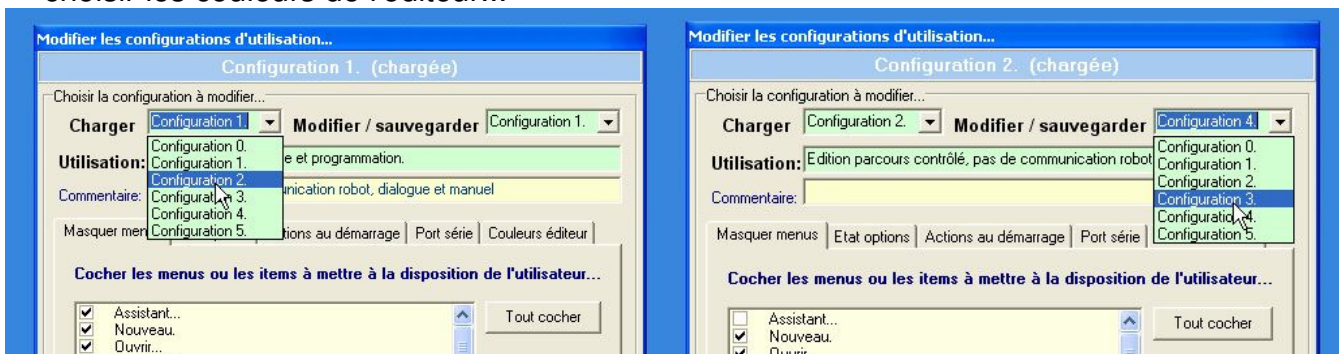 choisir les couleurs de l'éditeur...
Modifier les configurations d'utilisation...
Configuration 1. (chargée)
Choisir la configuration à modifier...
Charger Configuration 1. Modifier / sauvegarder Configuration 1.
Configuration 0.
Configuration 1.
Configuration 2.
Configuration 3.
Configuration 4.
Configuration 5.
Utilisation: e et programmation.
Commentaire: unication robot, dialogue et manuel
Masquer men tions au démarrage Port série Couleurs éditeur
Cocher les menus ou les items à mettre à la disposition de l'utilisateur...
Assistant...
Nouveau.
Ouvrir...
Tout cocher
Modifier les configurations d'utilisation...
Configuration 2. (chargée)
Choisir la configuration à modifier...
Charger Configuration 2. Modifier / sauvegarder Configuration 4.
Configuration 0.
Configuration 1.
Configuration 2.
Configuration 3.
Configuration 4.
Configuration 5.
Utilisation: Edition parcours contrôlé, pas de communication robot
Commentaire:
Masquer menus Etat options Actions au démarrage Port série
Cocher les menus ou les items à mettre à la disposition de l'utilisateur...
Assistant...
Nouveau.
Ouvrir...
Tout cocher